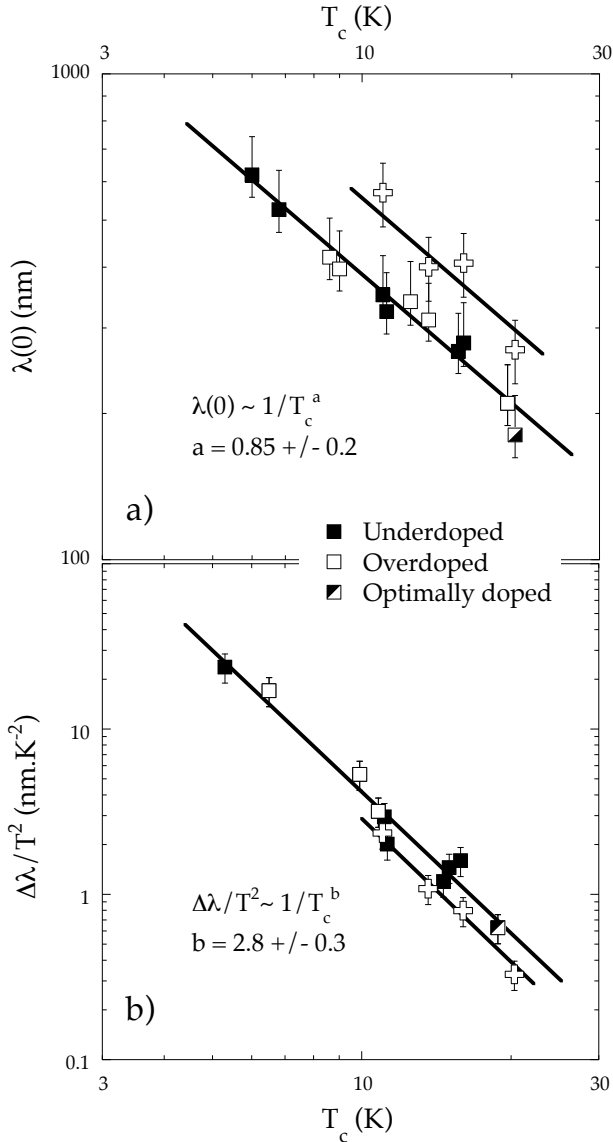 T_c (K)
3 10 30
1000
λ(0) (nm)
λ(0) ~ 1/T_c^a
a = 0.85 +/- 0.2
a)
100
Underdoped
Overdoped
Optimally doped
10
Δλ/T² (nm.K⁻²)
1
Δλ/T² ~ 1/T_c^b
b = 2.8 +/- 0.3
b)
0.1
3 10 30
T_c (K)